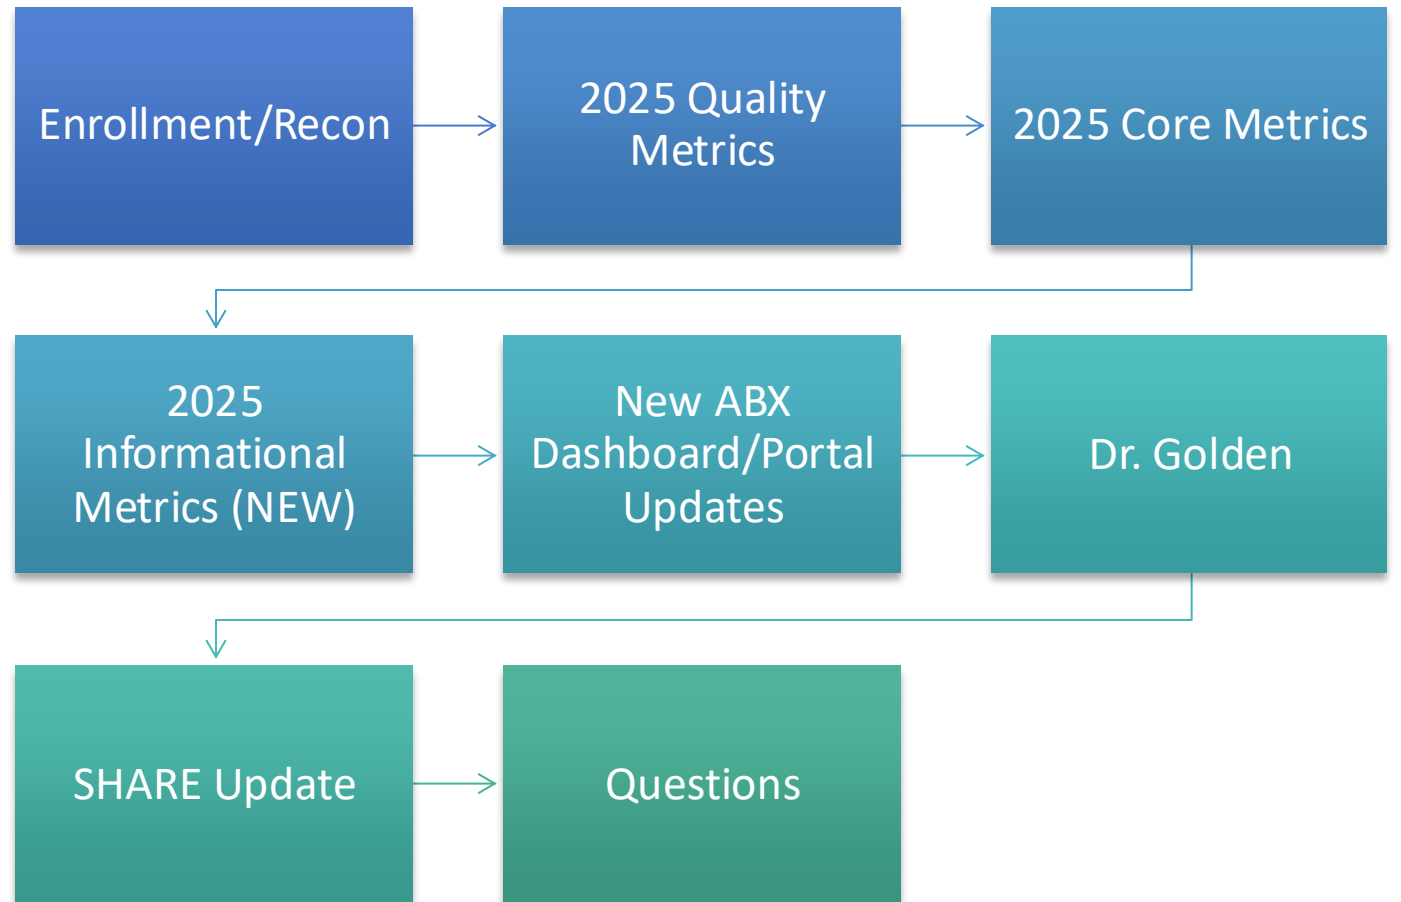 Enrollment/Recon
2025 Quality
Metrics
2025 Core Metrics
2025
Informational
Metrics (NEW)
New ABX
Dashboard/Portal
Updates
Dr. Golden
SHARE Update
Questions